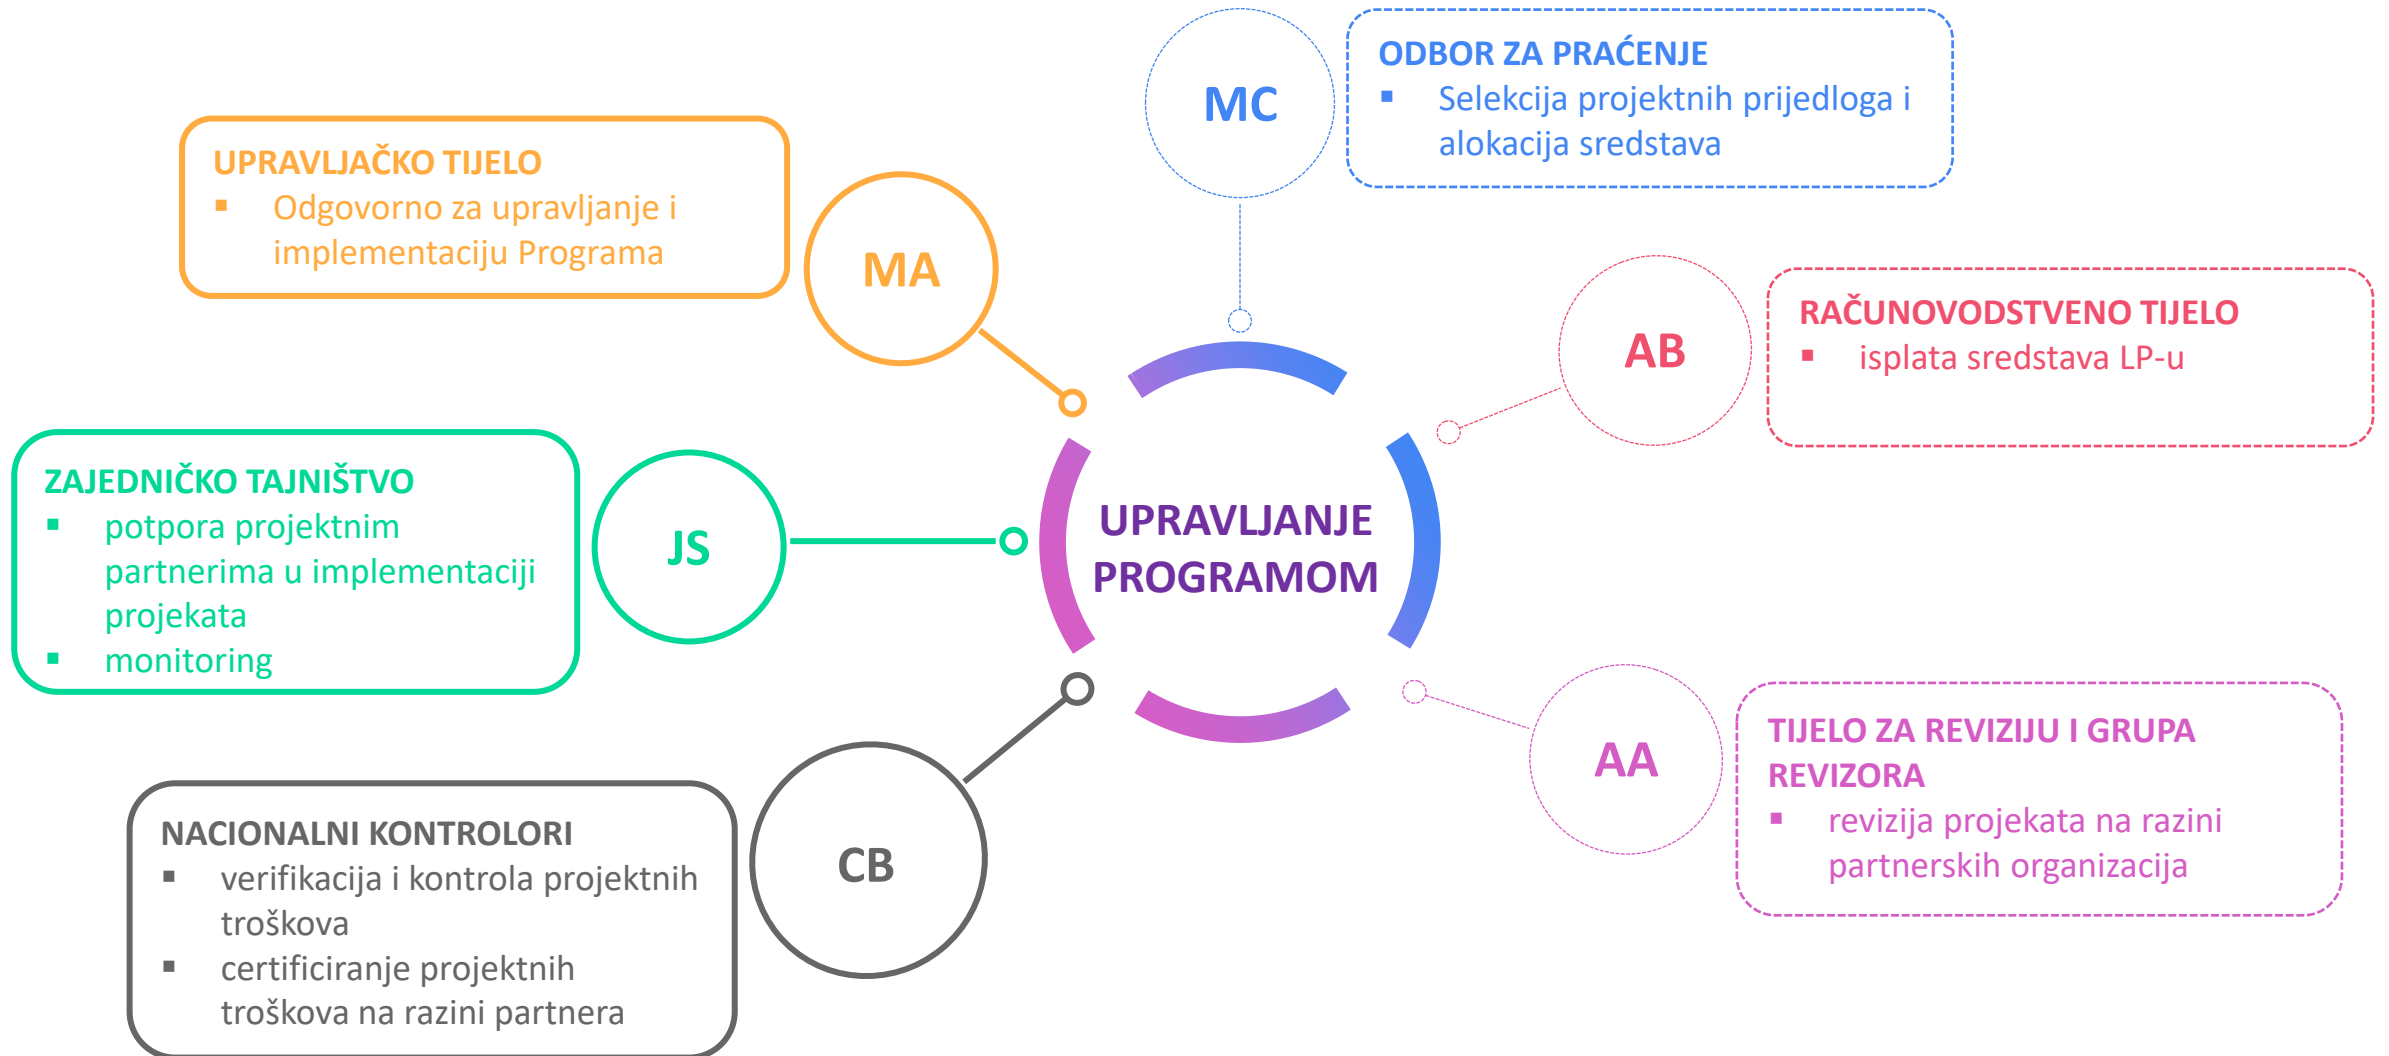 MC
ODBOR ZA PRAĆENJE
▪ Selekcija projektnih prijedloga i
alokacija sredstava
UPRAVLJAČKO TIJELO
▪ Odgovorno za upravljanje i
implementaciju Programa
MA
AB
RAČUNOVODSTVENO TIJELO
▪ isplata sredstava LP-u
ZAJEDNIČKO TAJNIŠTVO
▪ potpora projektnim
partnerima u implementaciji
projekata
▪ monitoring
JS
UPRAVLJANJE
PROGRAMOM
AA
TIJELO ZA REVIZIJU I GRUPA
REVIZORA
▪ revizija projekata na razini
partnerskih organizacija
NACIONALNI KONTROLORI
▪ verifikacija i kontrola projektnih
troškova
▪ certificiranje projektnih
troškova na razini partnera
CB